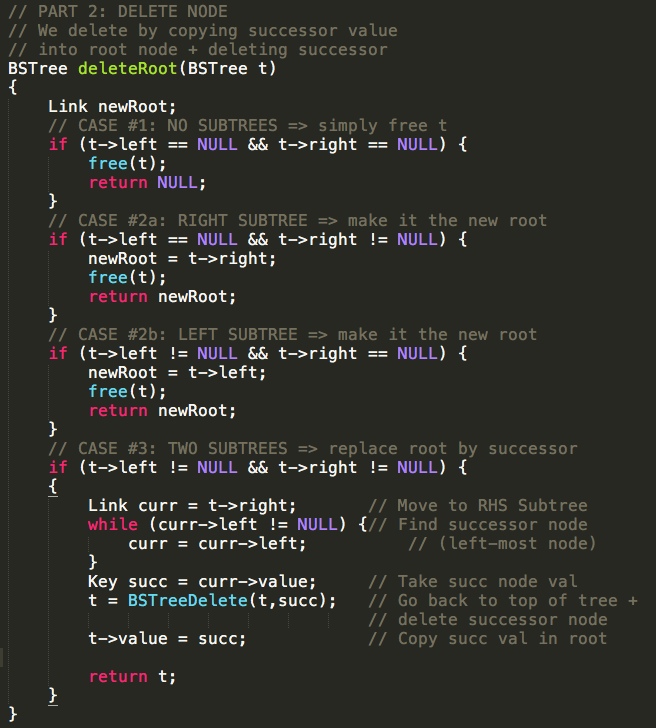 // PART 2: DELETE NODE
// We delete by copying successor value
// into root node + deleting successor
BSTree deleteRoot(BSTree t)
{
    Link newRoot;
    // CASE #1: NO SUBTREES => simply free t
    if (t->left == NULL && t->right == NULL) {
        free(t);
        return NULL;
    }
    // CASE #2a: RIGHT SUBTREE => make it the new root
    if (t->left == NULL && t->right != NULL) {
        newRoot = t->right;
        free(t);
        return newRoot;
    }
    // CASE #2b: LEFT SUBTREE => make it the new root
    if (t->left != NULL && t->right == NULL) {
        newRoot = t->left;
        free(t);
        return newRoot;
    }
    // CASE #3: TWO SUBTREES => replace root by successor
    if (t->left != NULL && t->right != NULL) {
    {
        Link curr = t->right;       // Move to RHS Subtree
        while (curr->left != NULL) {// Find successor node
            curr = curr->left;          // (left-most node)
        }
        Key succ = curr->value;     // Take succ node val
        t = BSTreeDelete(t,succ);   // Go back to top of tree +
                                    // delete successor node
        t->value = succ;            // Copy succ val in root
        return t;
    }
}